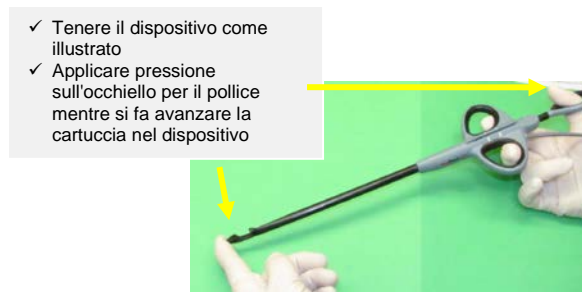 ✓ Tenere il dispositivo come
illustrato
✓ Applicare pressione
sull'occhiello per il pollice
mentre si fa avanzare la
cartuccia nel dispositivo